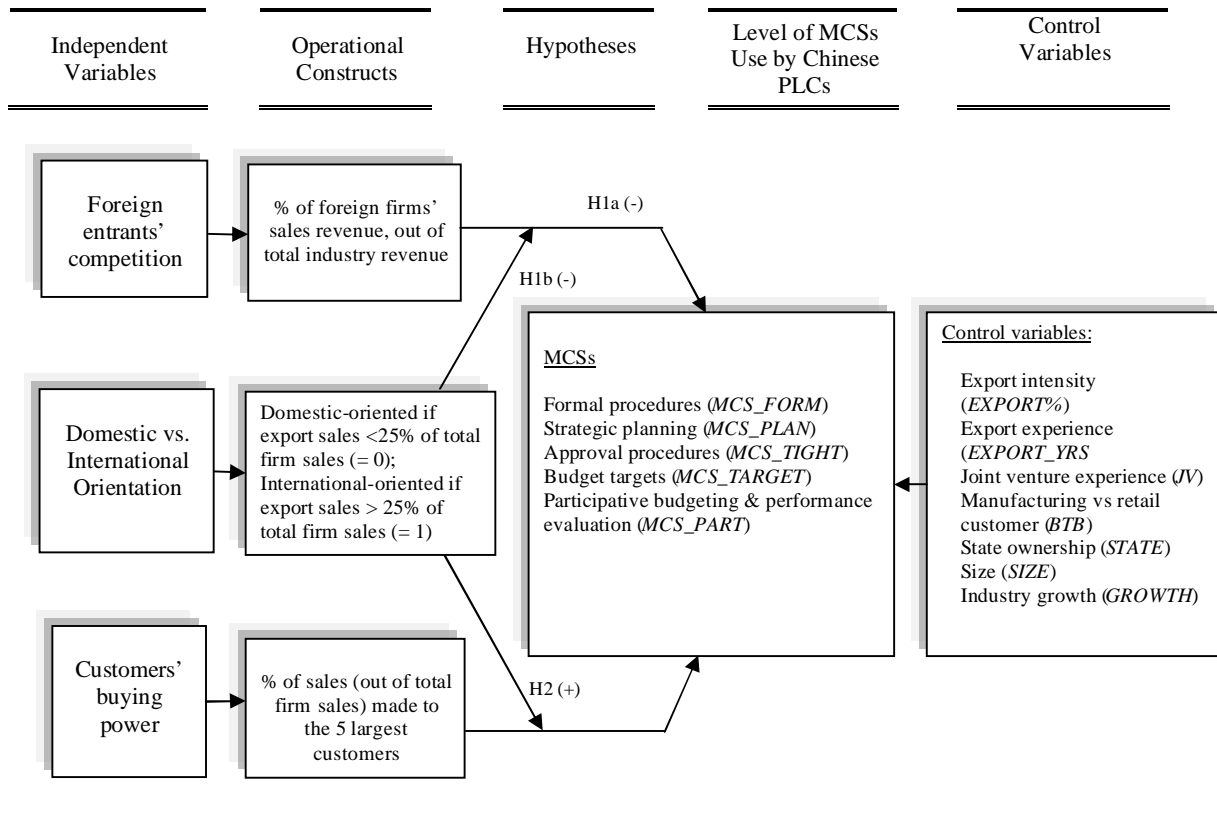 Independent
Variables
Operational
Constructs
Hypotheses
Level of MCSs
Use by Chinese
PLCs
Control
Variables
Foreign
entrants’
competition
% of foreign firms’
sales revenue, out of
total industry revenue
H1a (-)
H1b (-)
Domestic vs.
International
Orientation
Domestic-oriented if
export sales <25% of total
firm sales (= 0);
International-oriented if
export sales > 25% of
total firm sales (= 1)
MCSs
Formal procedures (MCS_FORM)
Strategic planning (MCS_PLAN)
Approval procedures (MCS_TIGHT)
Budget targets (MCS_TARGET)
Participative budgeting & performance
evaluation (MCS_PART)
Control variables:
Export intensity
(EXPORT%)
Export experience
(EXPORT_YRS
Joint venture experience (JV)
Manufacturing vs retail
customer (BTB)
State ownership (STATE)
Size (SIZE)
Industry growth (GROWTH)
Customers’
buying
power
% of sales (out of total
firm sales) made to
the 5 largest
customers
H2 (+)